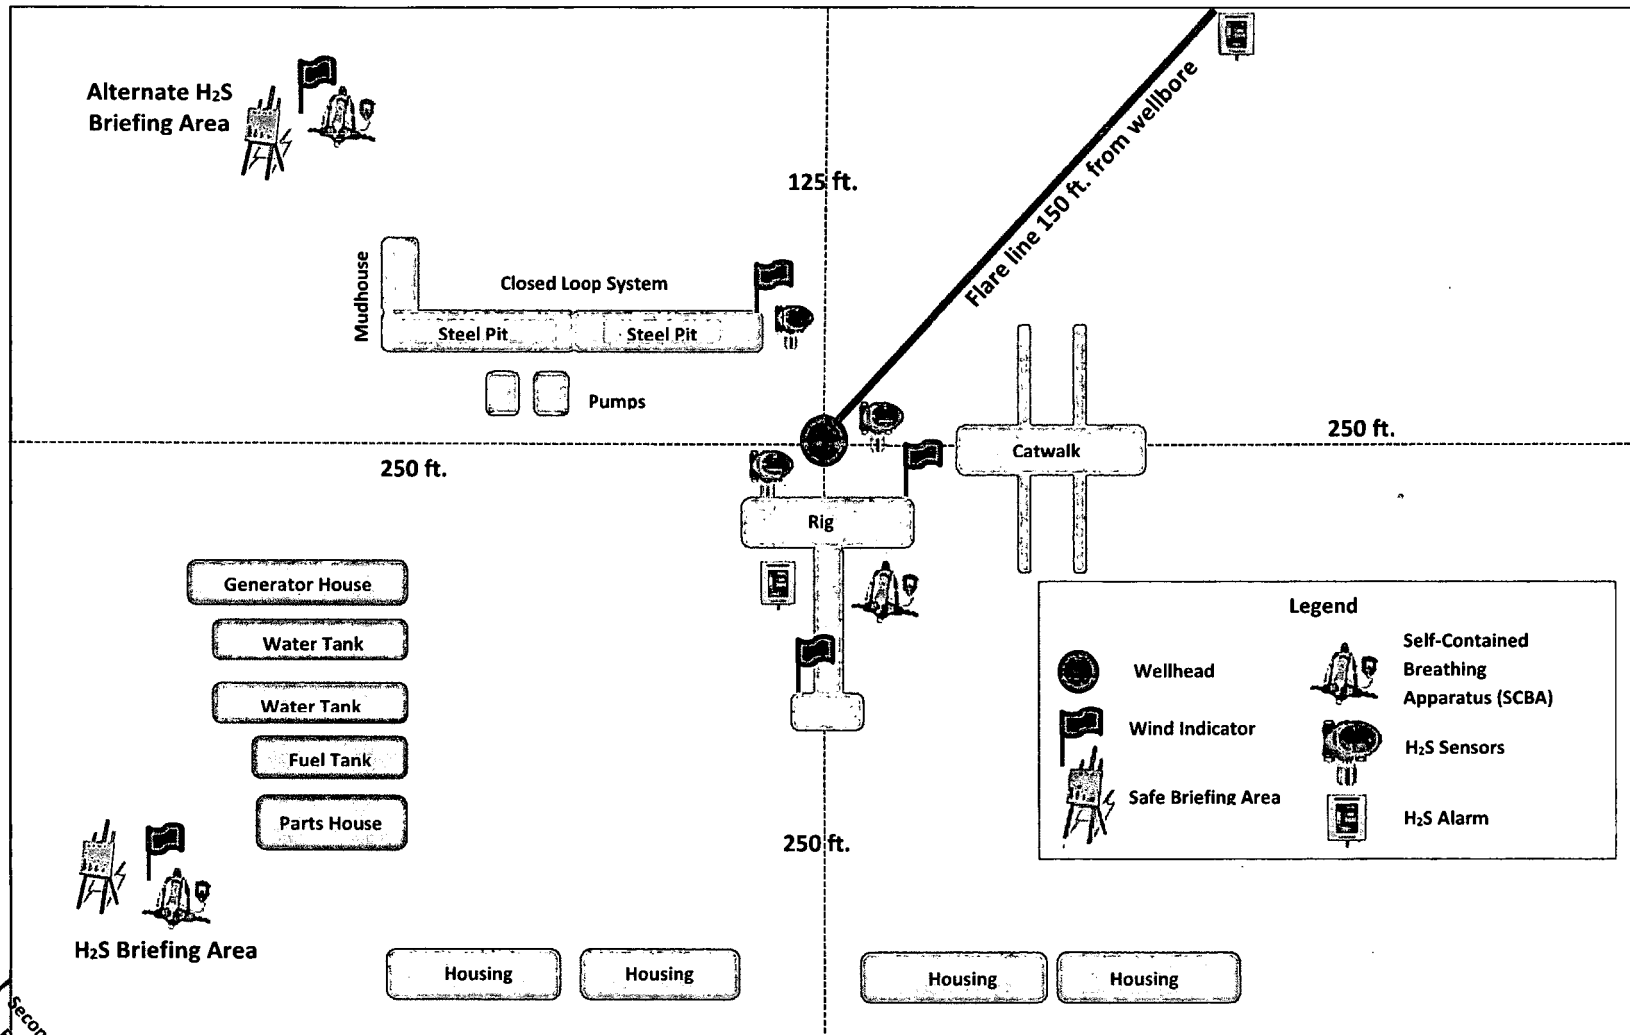 Alternate H₂S
Briefing Area
125 ft.
Flare line 150 ft. from wellbore
Mudhouse
Closed Loop System
Steel Pit
Steel Pit
Pumps
250 ft.
250 ft.
Catwalk
Rig
Generator House
Water Tank
Water Tank
Fuel Tank
Parts House
250 ft.
H₂S Briefing Area
Housing
Housing
Housing
Housing
Legend
Wellhead
Wind Indicator
Safe Briefing Area
Self-Contained
Breathing
Apparatus (SCBA)
H₂S Sensors
H₂S Alarm